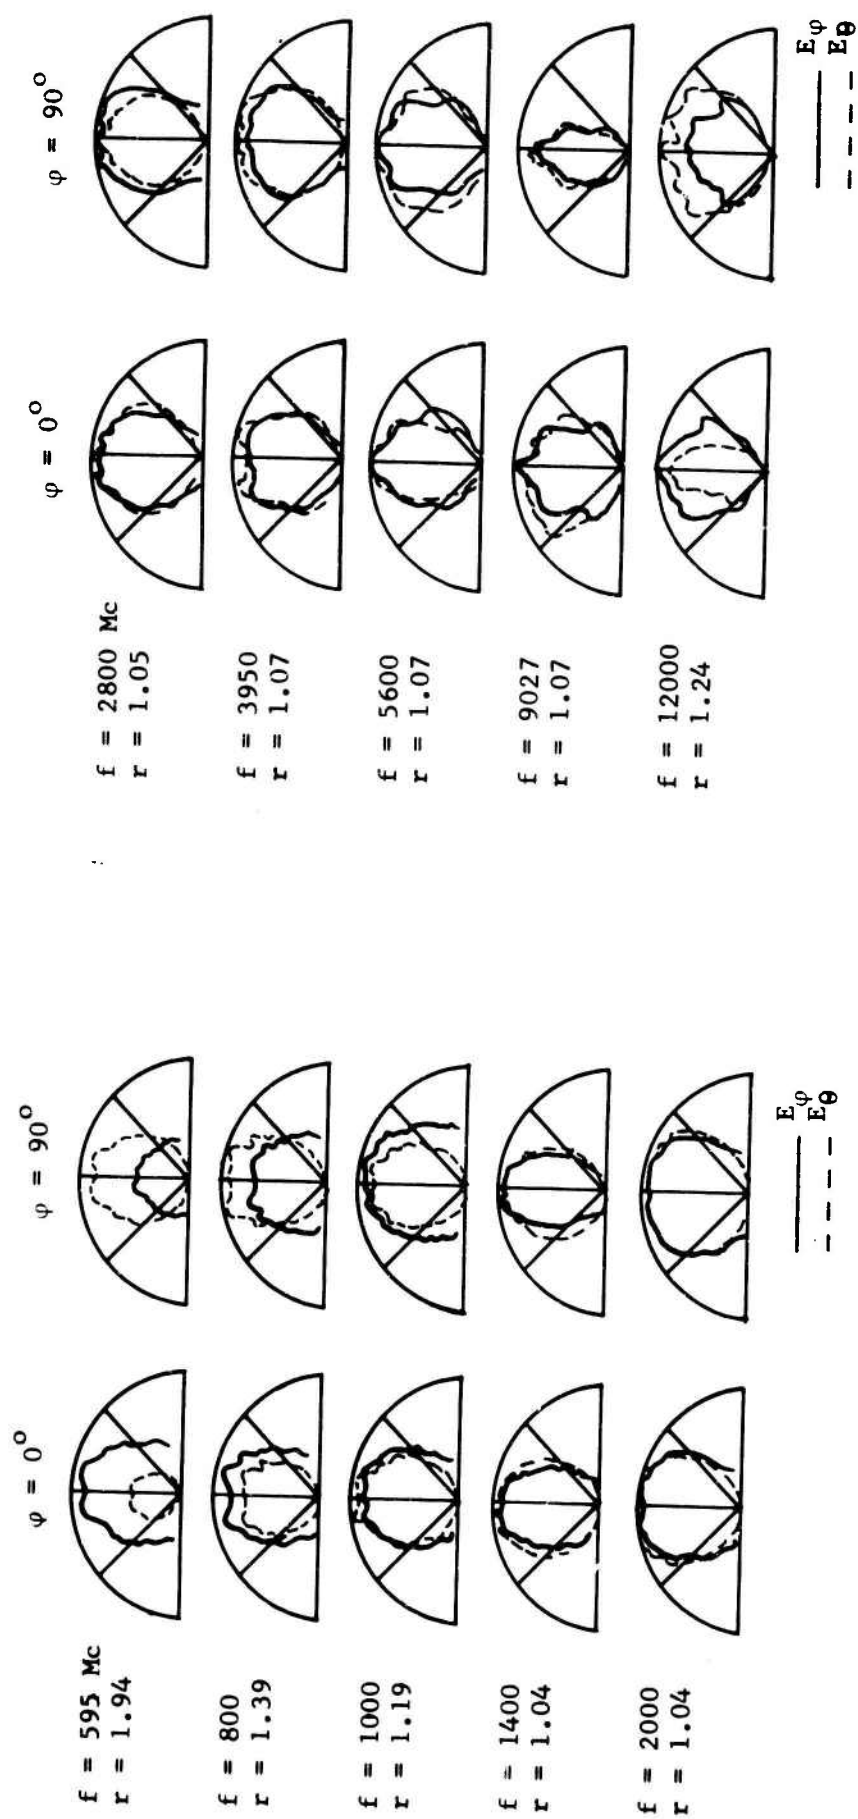 φ = 0° φ = 90°
f = 595 Mc
r = 1.94
f = 800
r = 1.39
f = 1000
r = 1.19
f = 1400
r = 1.04
f = 2000
r = 1.04
Eφ
Eθ
φ = 0° φ = 90°
f = 2800 Mc
r = 1.05
f = 3950
r = 1.07
f = 5600
r = 1.07
f = 9027
r = 1.07
f = 12000
r = 1.24
Eφ
Eθ